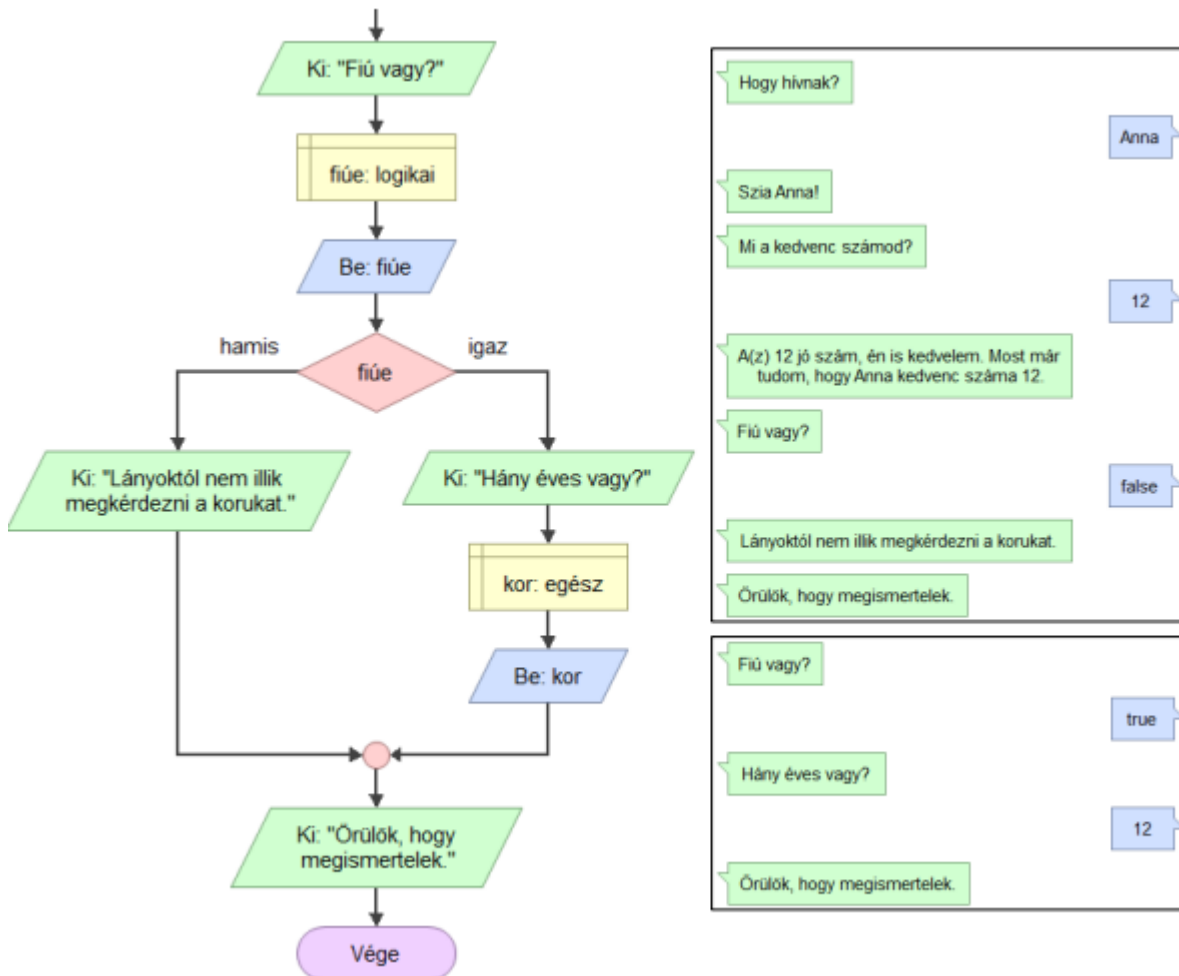 Ki: "Fiú vagy?"
fiúe: logikai
Be: fiúe
hamis
igaz
fiúe
Ki: "Lányoktól nem illik
megkérdezni a korukat."
Ki: "Hány éves vagy?"
kor: egész
Be: kor
Ki: "Örülök, hogy
megismertelek."
Vége
Hogy hívnak?
Anna
Szia Anna!
Mi a kedvenc számod?
12
A(z) 12 jó szám, én is kedvelem. Most már
tudom, hogy Anna kedvenc száma 12.
Fiú vagy?
false
Lányoktól nem illik megkérdezni a korukat.
Örülök, hogy megismertelek.
Fiú vagy?
true
Hány éves vagy?
12
Örülök, hogy megismertelek.